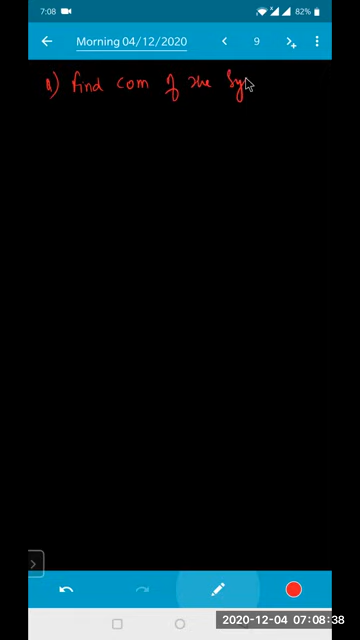 7:08 82%
Morning 04/12/2020 9
Q) find com of the Sy
2020-12-04 07:08:38